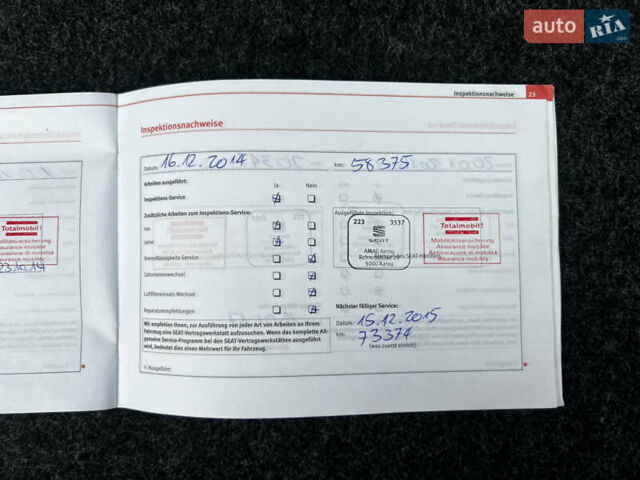 auto RIA.com
Inspektionsnachweise 23
Inspektionsnachweise
Datum: 16.12.2014 km: 58375
Arbeiten ausgeführt: Ja Nein
Inspektions-Service
Zusätzliche Arbeiten zum Inspektions-Service:
km
Jahre
Bremsflüssigkeits-Service
Zahnriemenwechsel
Luftfiltereinsatz-Wechsel
Reparaturempfehlungen
Wir empfehlen Ihnen, zur Ausführung von jeder Art von Arbeiten an Ihrem
Fahrzeug eine SEAT-Vertragswerkstatt aufzusuchen. Wenn das komplette All-
gemeine Service-Programm bei den SEAT-Vertragswerkstätten ausgeführt
wird, bedeutet dies einen Mehrwert für Ihr Fahrzeug.
Ausgeführt
Ausgeführte Inspektion:
223 3537
SEAT
AMAG Aarau
5000 Aarau
Totalmobil!
Mobilitätsversicherung
Assurance mobilité
Assicurazione di mobilità
Insurance mobility
Nächster fälliger Service:
Datum: 15.12.2015
km: 73374
(was zuerst eintritt)
Totalmobil!
Mobilitätsversicherung
Assurance mobilité
Assicurazione di mobilità
Insurance mobility